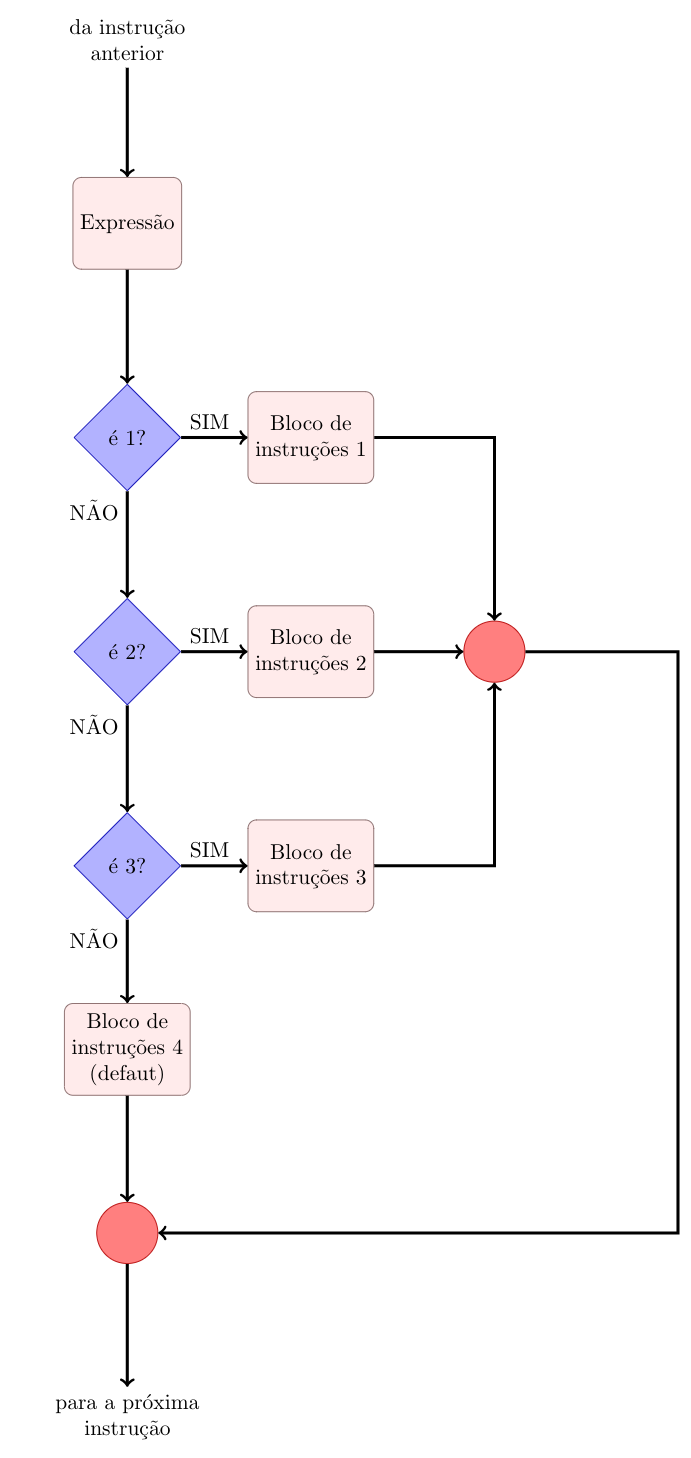 da instrução
anterior
Expressão
é 1?
SIM
Bloco de
instruções 1
NÃO
é 2?
SIM
Bloco de
instruções 2
NÃO
é 3?
SIM
Bloco de
instruções 3
NÃO
Bloco de
instruções 4
(defaut)
para a próxima
instrução